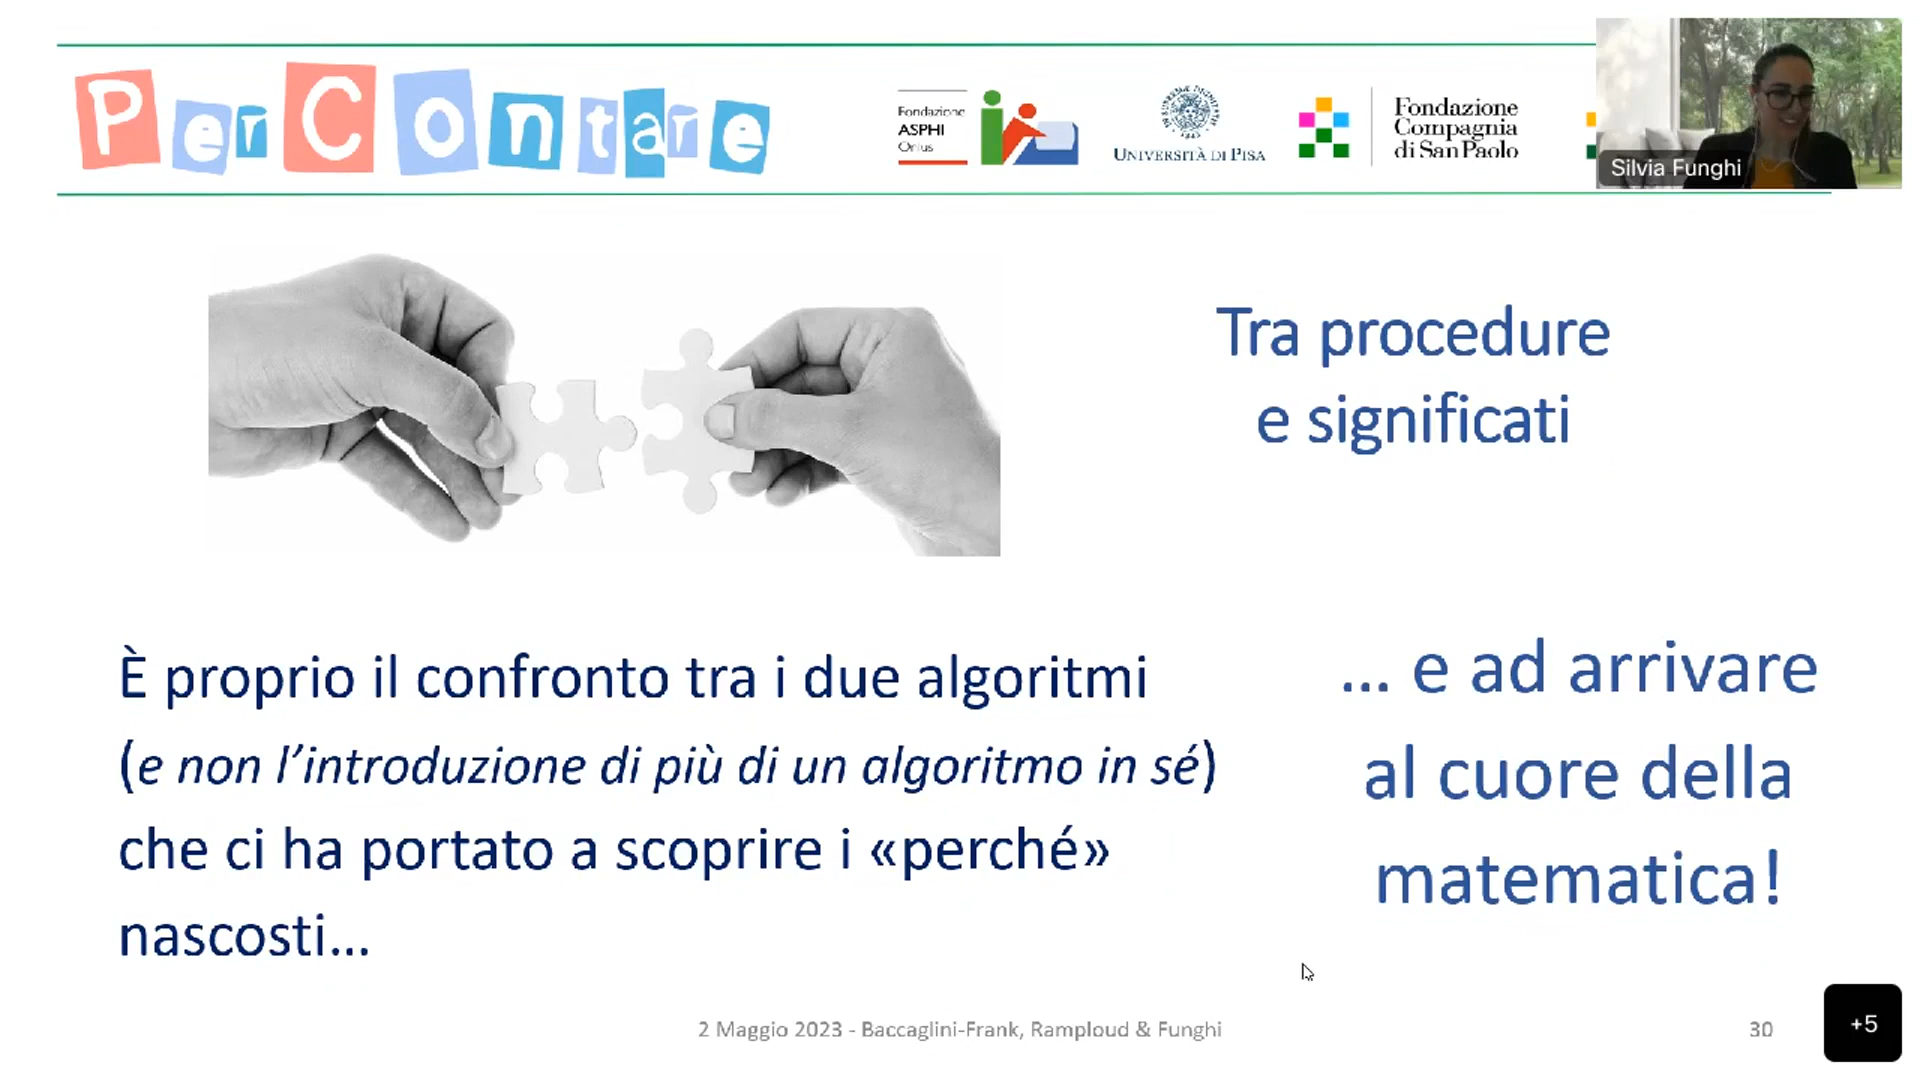 PerContare
Fondazione
ASPHI
Onlus
UNIVERSITÀ DI PISA
Fondazione
Compagnia
di San Paolo
Silvia Funghi
Tra procedure
e significati
È proprio il confronto tra i due algoritmi
(e non l’introduzione di più di un algoritmo in sé)
che ci ha portato a scoprire i «perché»
nascosti...
... e ad arrivare
al cuore della
matematica!
2 Maggio 2023 - Baccaglini-Frank, Ramploud & Funghi
30
+5